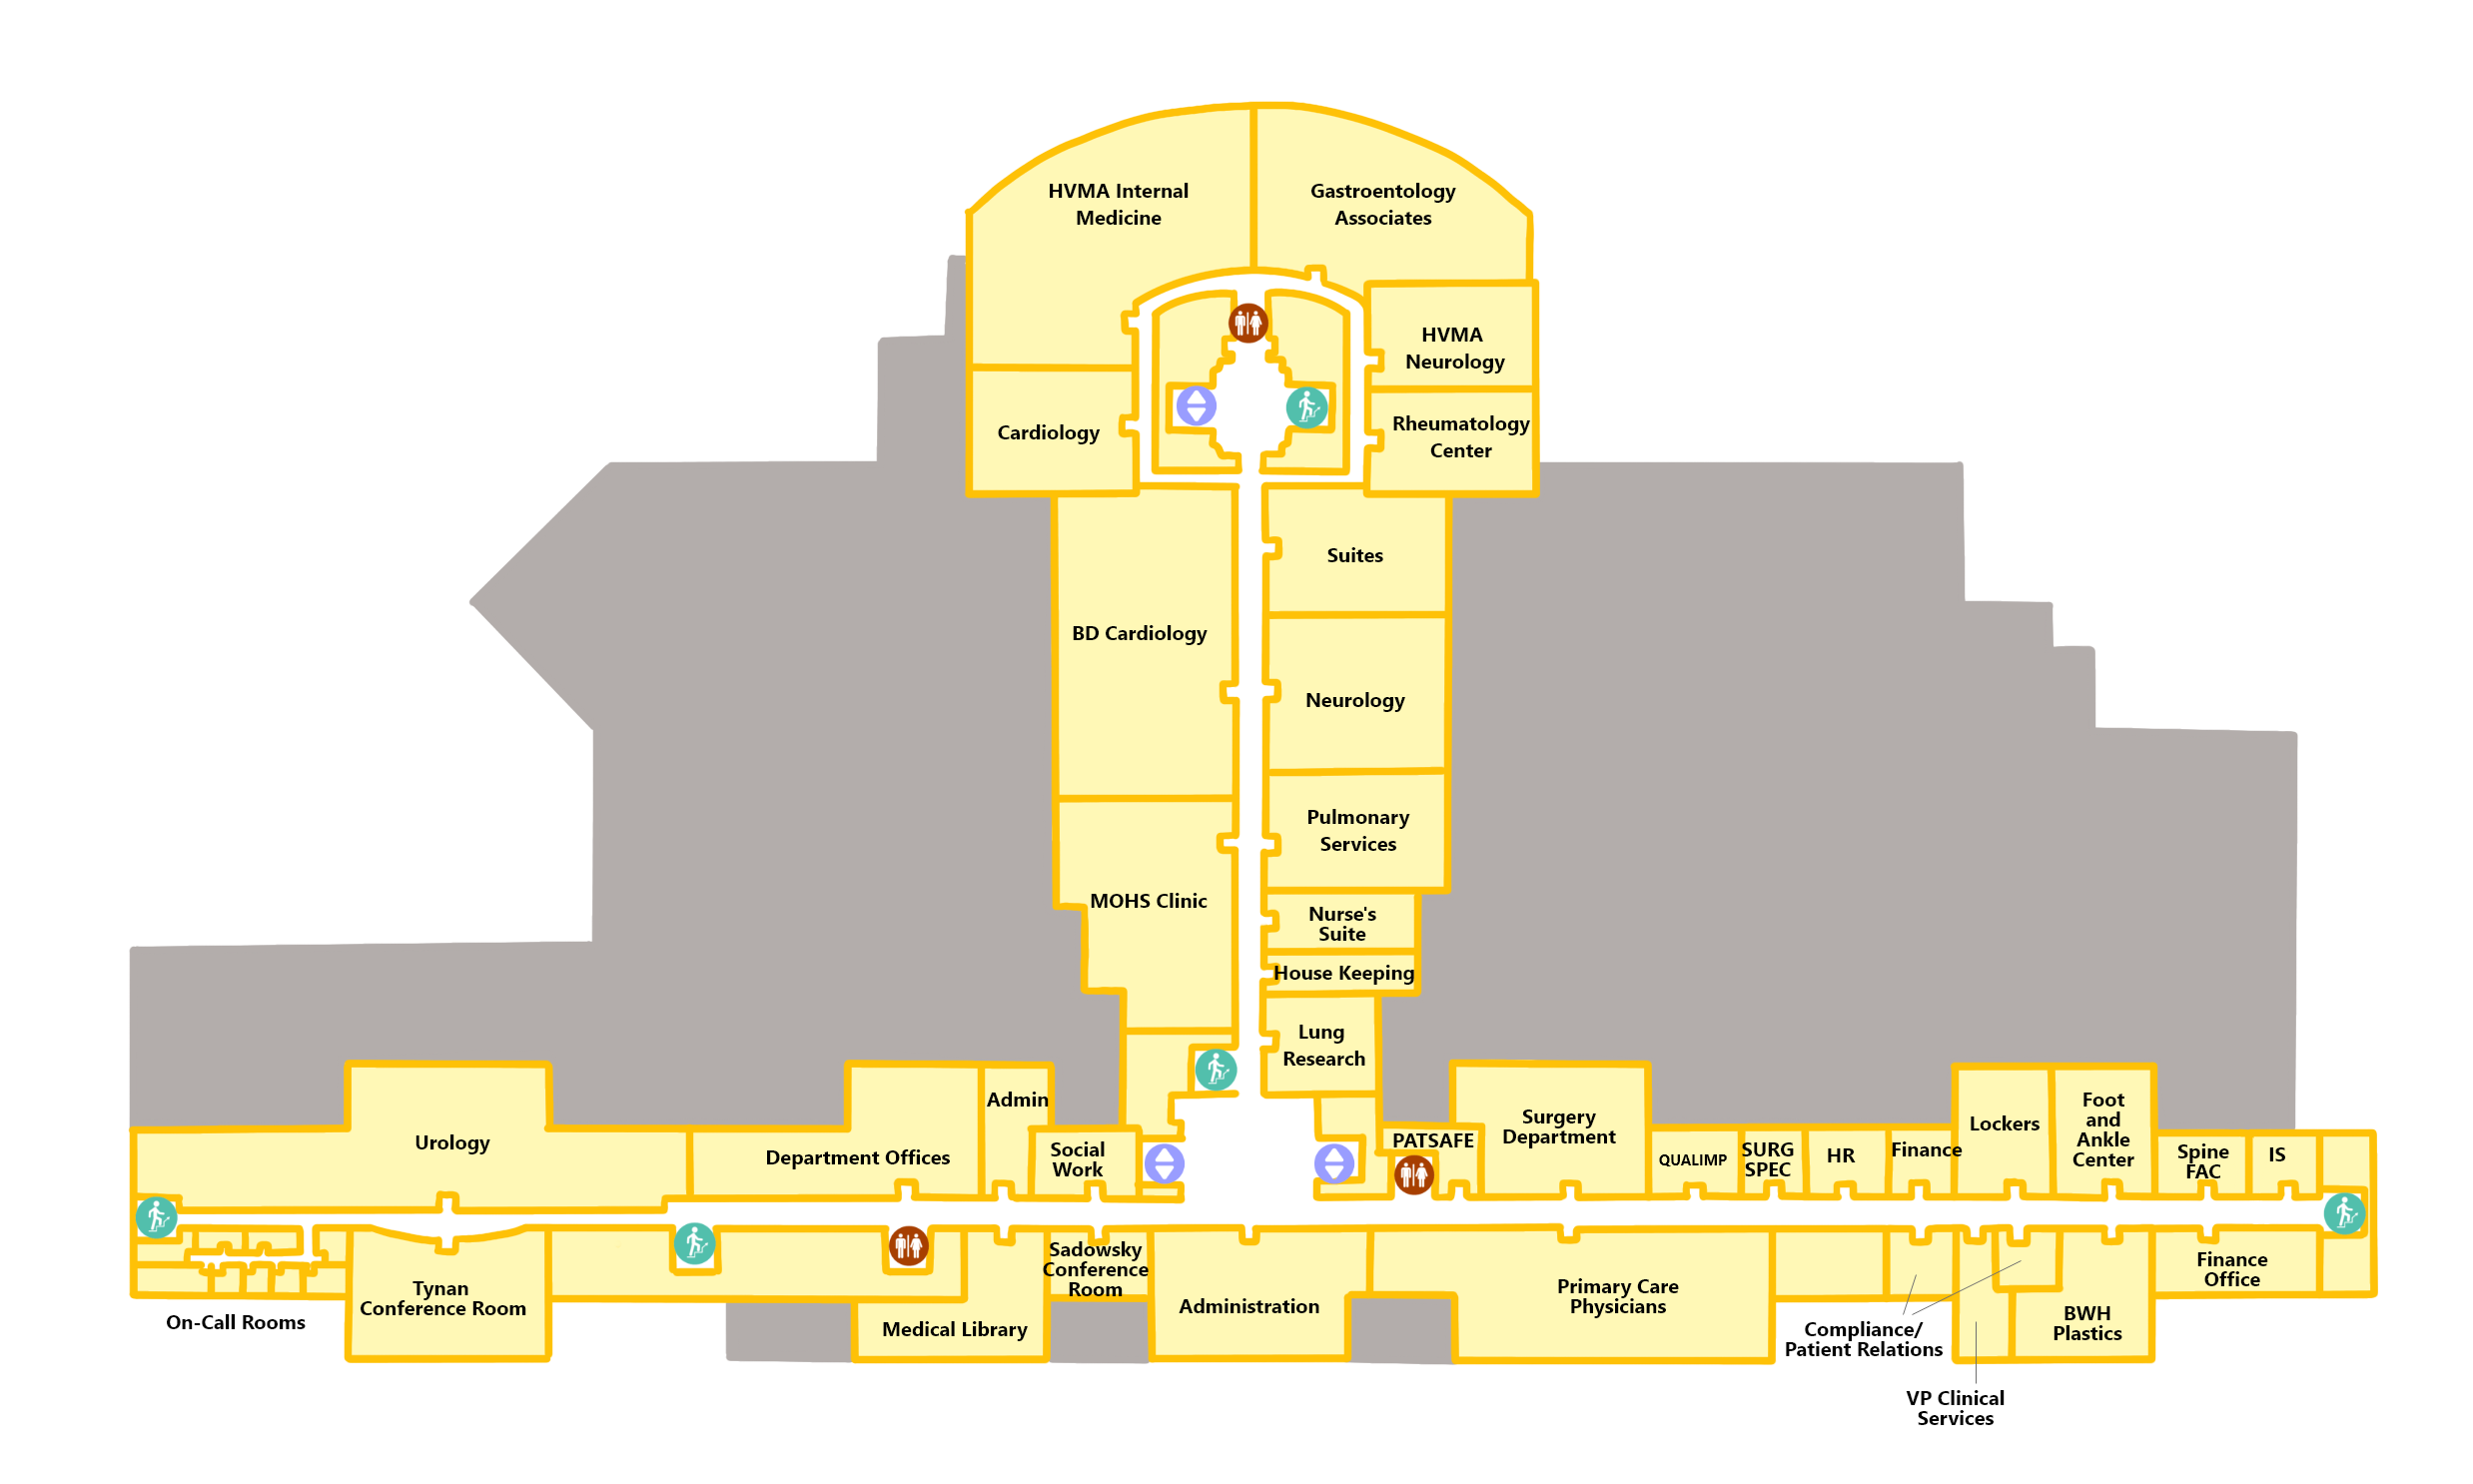 HVMA Internal
Medicine
Gastroentology
Associates
HVMA
Neurology
Cardiology
Rheumatology
Center
Suites
BD Cardiology
Neurology
Pulmonary
Services
MOHS Clinic
Nurse's
Suite
House Keeping
Lung
Research
Urology
Department Offices
Admin
Social
Work
PATSAFE
Surgery
Department
QUALIMP
SURG
SPEC
HR
Finance
Lockers
Foot
and
Ankle
Center
Spine
FAC
IS
On-Call Rooms
Tynan
Conference Room
Medical Library
Sadowsky
Conference
Room
Administration
Primary Care
Physicians
Compliance/
Patient Relations
VP Clinical
Services
BWH
Plastics
Finance
Office